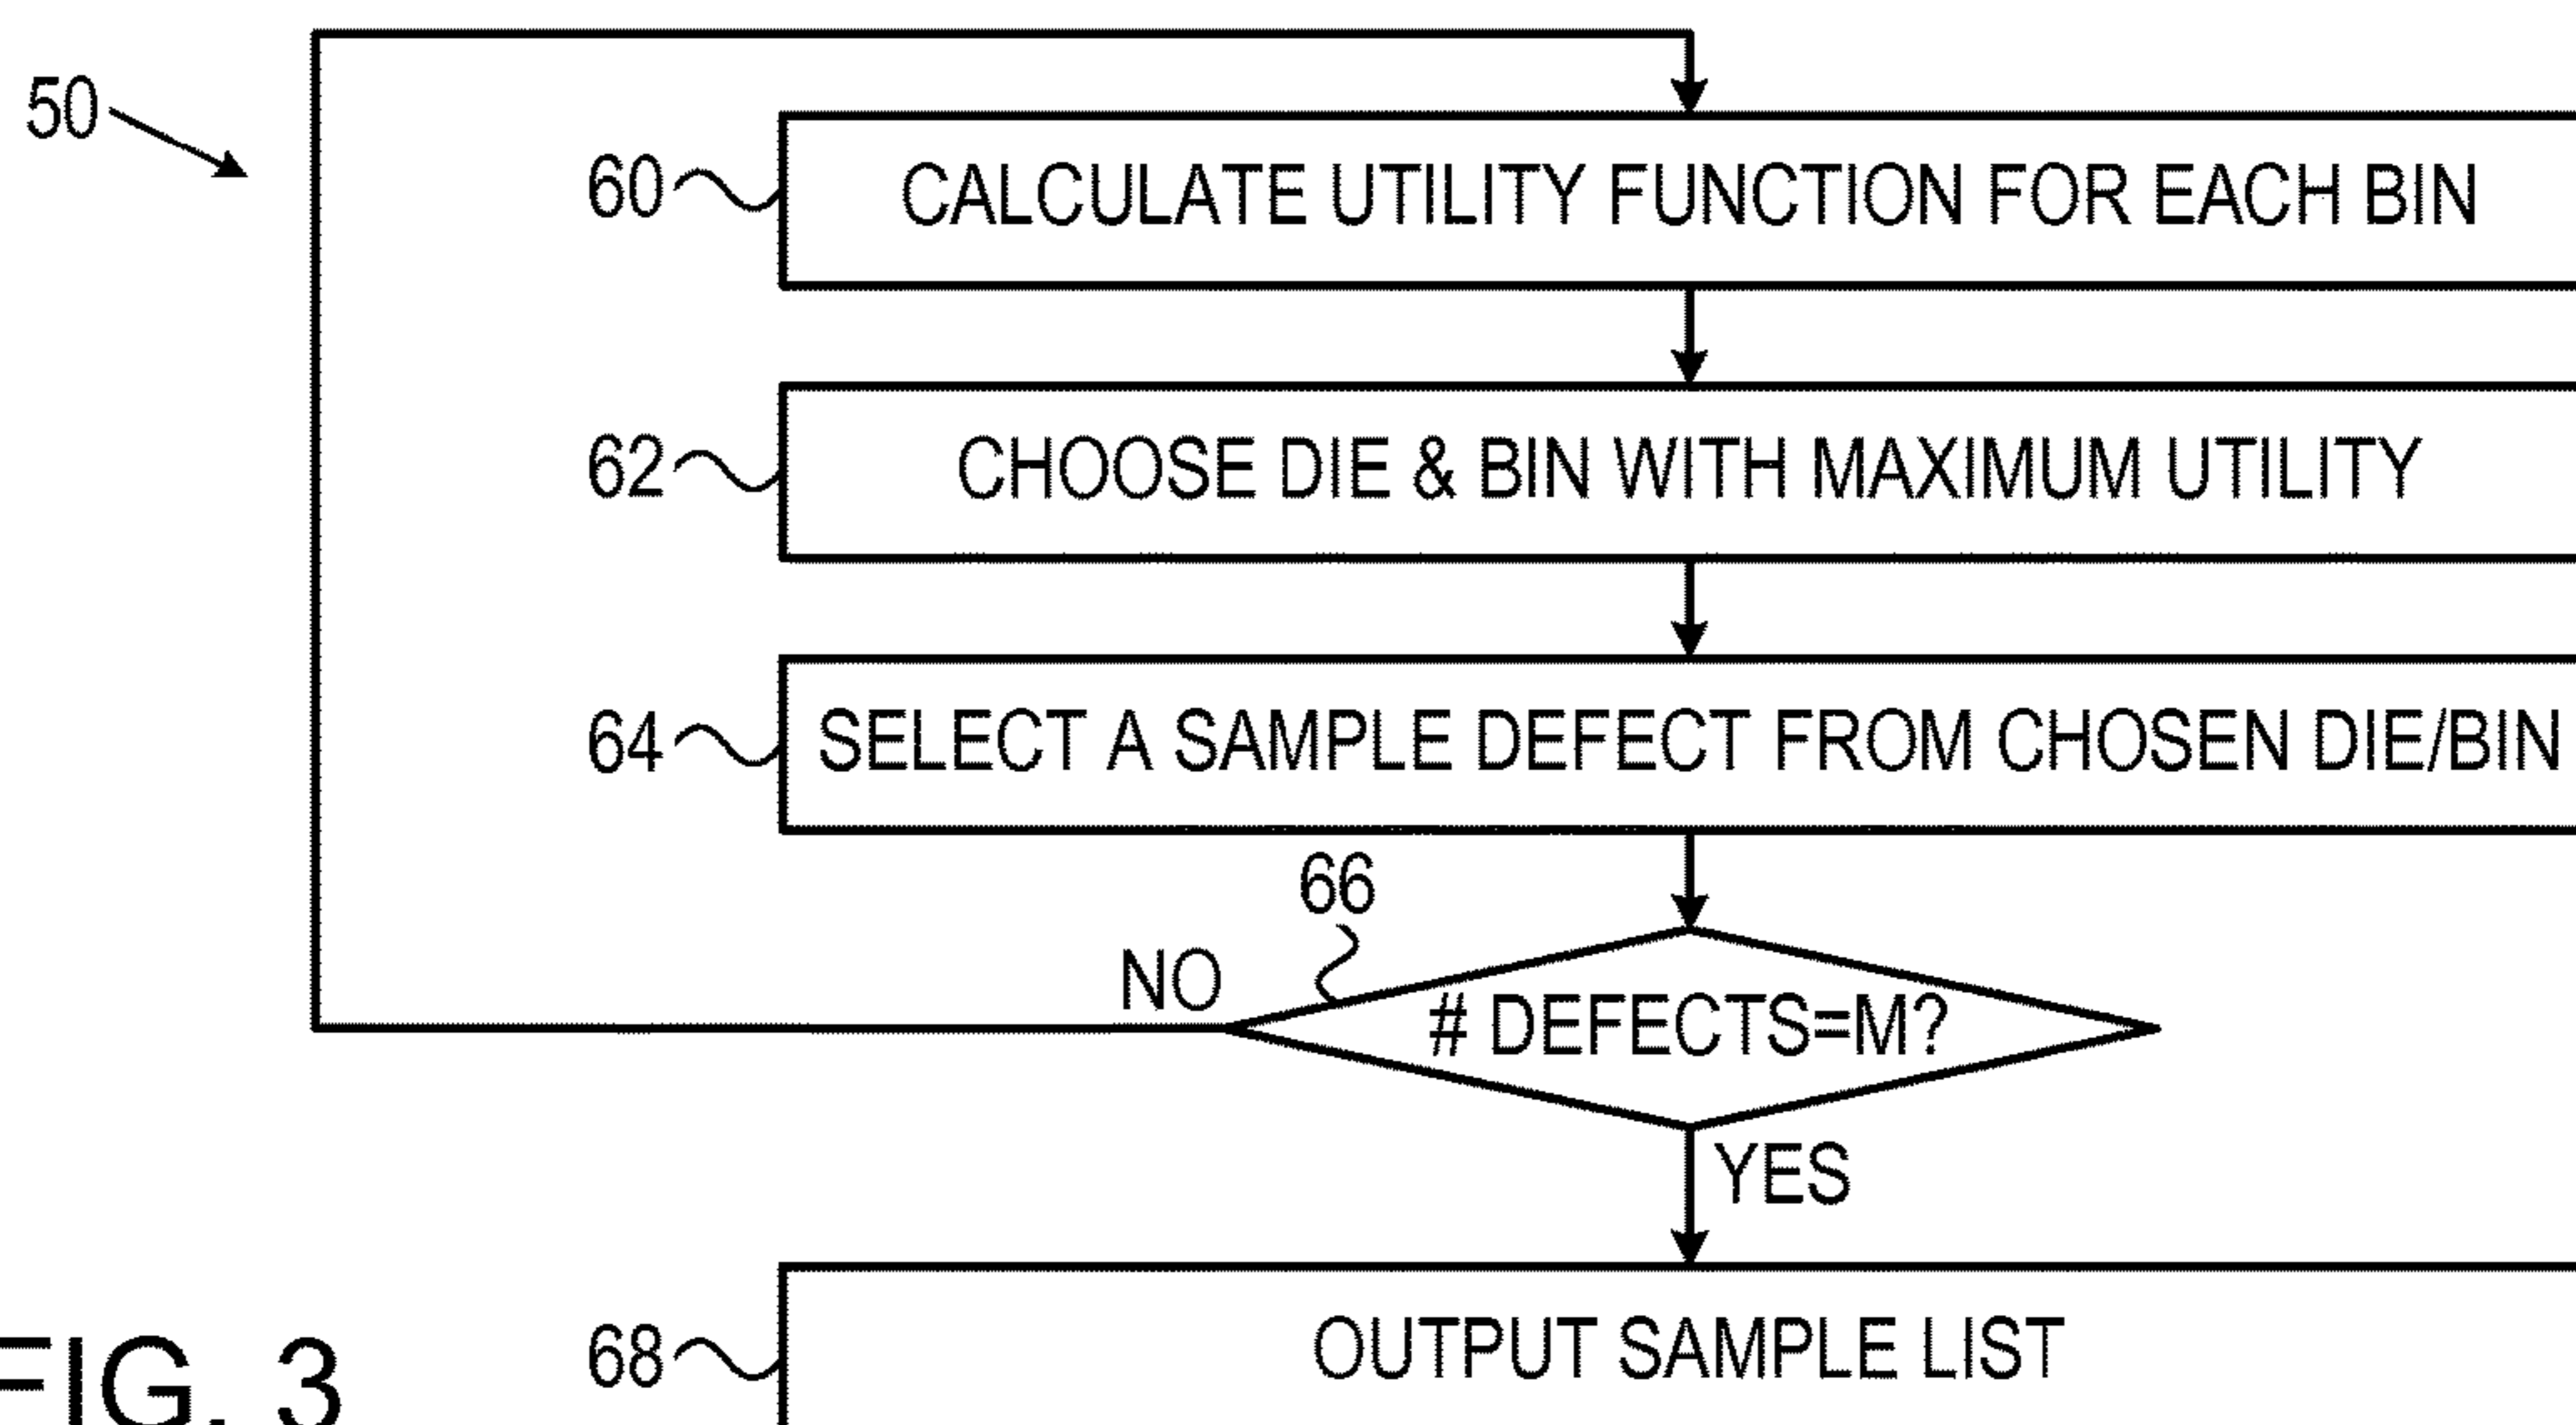 50
60
CALCULATE UTILITY FUNCTION FOR EACH BIN
62
CHOOSE DIE & BIN WITH MAXIMUM UTILITY
64
SELECT A SAMPLE DEFECT FROM CHOSEN DIE/BIN
66
NO
# DEFECTS=M?
YES
68
OUTPUT SAMPLE LIST
FIG. 3